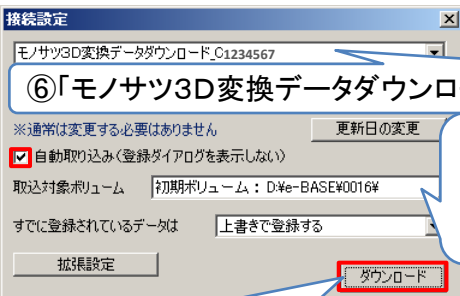 接続設定
モノサツ3D変換データダウンロード_C1234567
⑥「モノサツ3D変換データダウンロ
※通常は変更する必要はありません
更新日の変更
自動取り込み(登録ダイアログを表示しない)
取込対象ボリューム 初期ボリューム : D:¥e-BASE¥0016¥
すでに登録されているデータは 上書きで登録する
拡張設定
ダウンロード